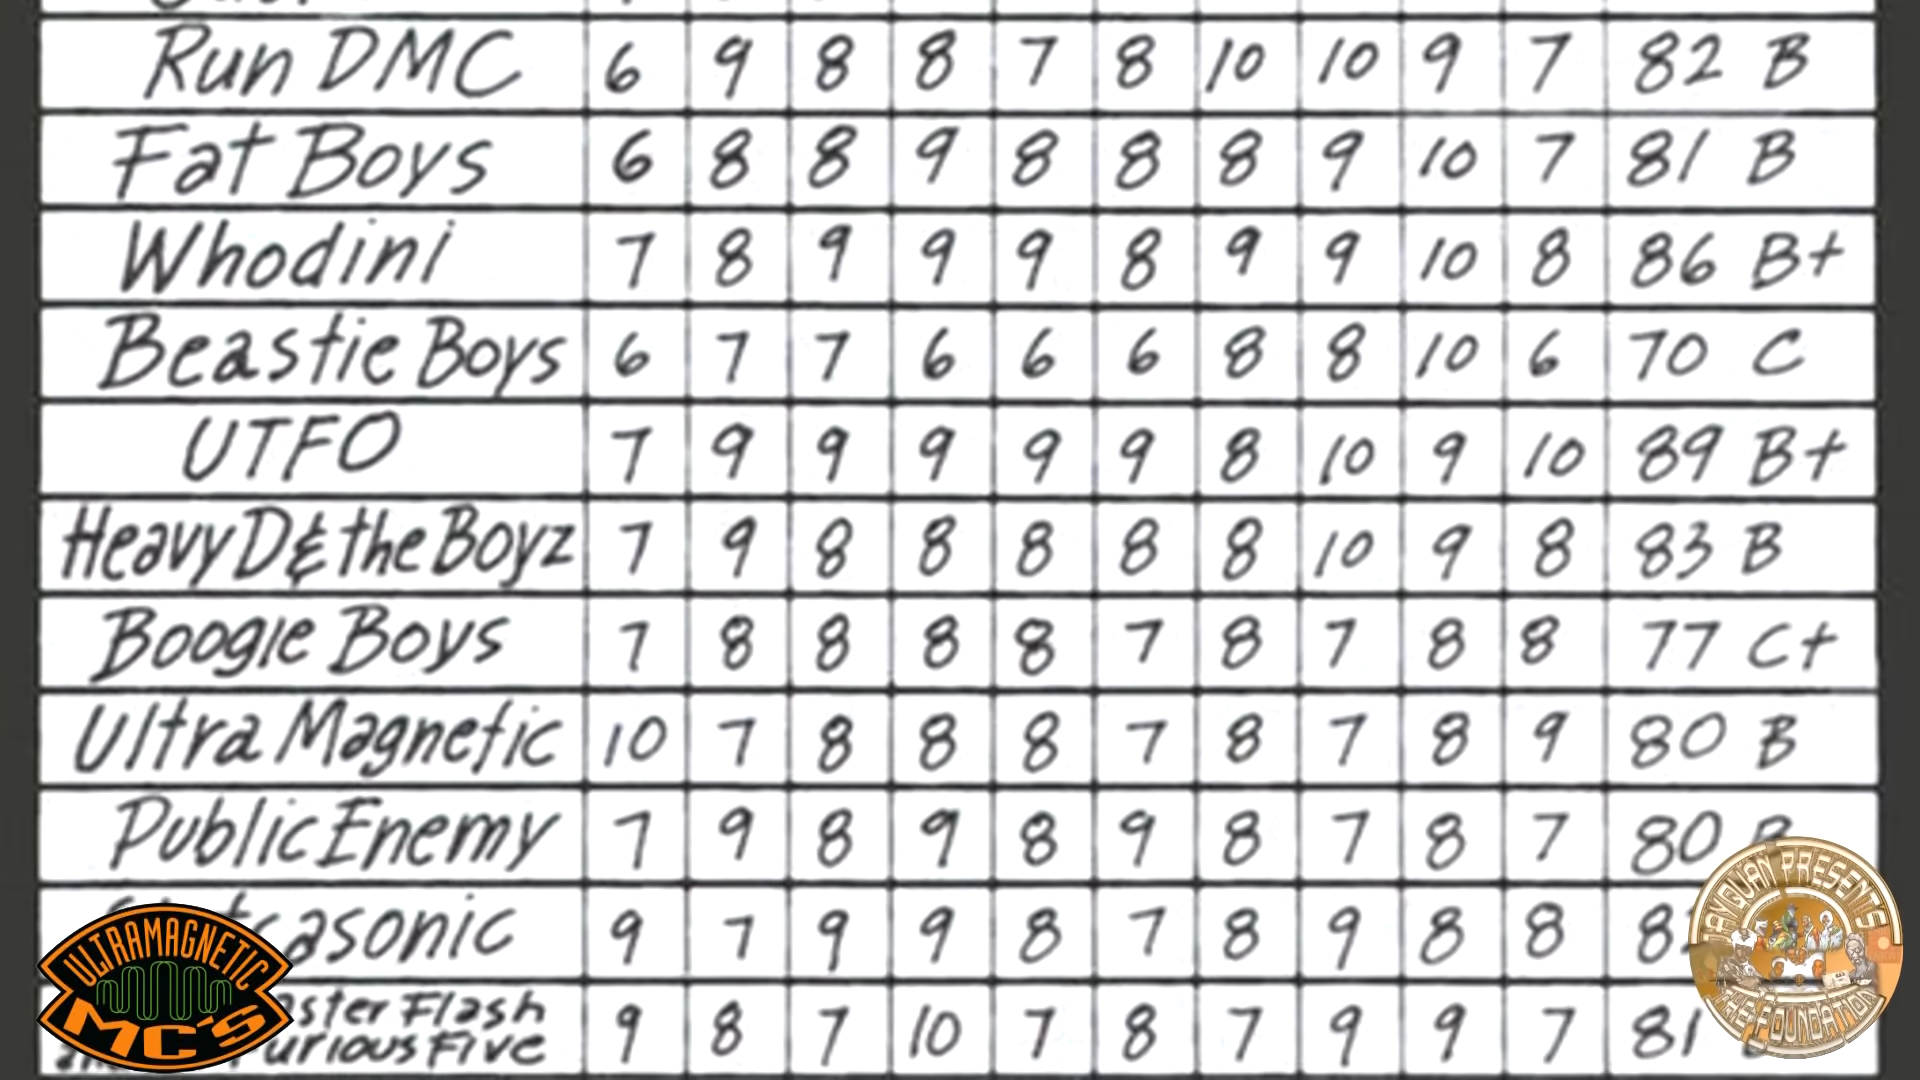 Run DMC 6 9 8 8 7 8 10 10 9 7 82 B
Fat Boys 6 8 8 9 8 8 8 9 10 7 81 B
Whodini 7 8 9 9 9 8 9 9 10 8 86 B+
Beastie Boys 6 7 7 6 6 6 8 8 10 6 70 C
UTFO 7 9 9 9 9 9 8 10 9 10 89 B+
Heavy D & the Boyz 7 9 8 8 8 8 8 10 9 8 83 B
Boogie Boys 7 8 8 8 8 7 8 7 8 8 77 C+
Ultra Magnetic 10 7 8 8 8 7 8 7 8 9 80 B
Public Enemy 7 9 8 9 8 9 8 7 8 7 80 B
9 7 9 9 8 7 8 9 8 8
Flash
Five 9 8 7 10 7 8 7 9 9 7 81
ULTRAMAGNETIC
MC'S
PRESENTS
THE FOUNDATION